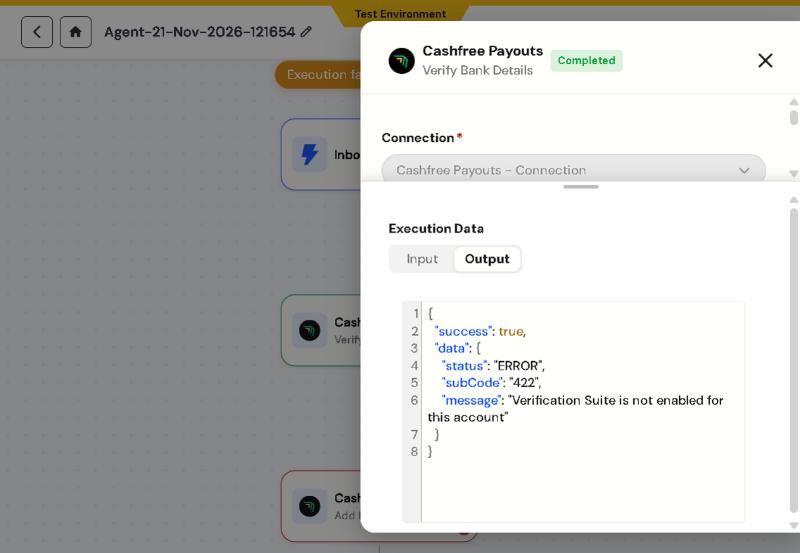 Test Environment
Agent-21-Nov-2026-121654
Execution fa
Inbo
Cash
Verify
Cash
Add
Cashfree Payouts
Verify Bank Details
Completed
Connection *
Cashfree Payouts – Connection
Execution Data
Input
Output
1 {
2 "success": true,
3 "data": {
4 "status": "ERROR",
5 "subCode": "422",
6 "message": "Verification Suite is not enabled for
this account"
7 }
8 }